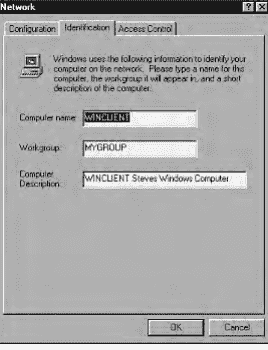 Network
Configuration Identification Access Control
Windows uses the following information to identify your
computer on the network. Please type a name for this
computer, the workgroup it will appear in, and a short
description of the computer.
Computer name: WINCLIENT
Workgroup: MYGROUP
Computer
Description: WINCLIENT Steves Windows Computer
OK Cancel